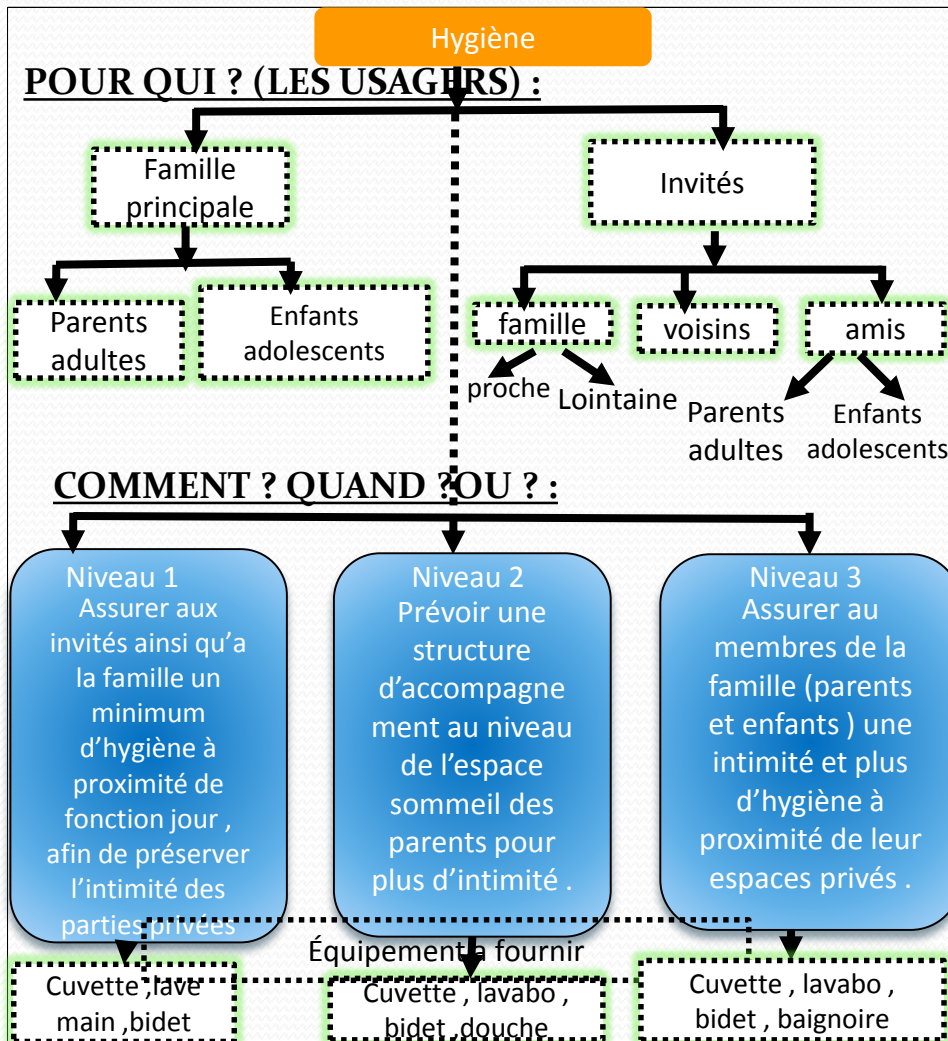 Hygiène
POUR QUI ? (LES USAGERS) :
Famille
principale
Invités
Parents
adultes
Enfants
adolescents
famille
voisins
amis
proche
Lointaine
Parents
adultes
Enfants
adolescents
COMMENT ? QUAND ?OU ? :
Niveau 1
Assurer aux
invités ainsi qu'a
la famille un
minimum
d'hygiène à
proximité de
fonction jour ,
afin de préserver
l'intimité des
parties privées
Niveau 2
Prévoir une
structure
d'accompagne
ment au niveau
de l'espace
sommeil des
parents pour
plus d'intimité .
Niveau 3
Assurer au
membres de la
famille (parents
et enfants ) une
intimité et plus
d'hygiène à
proximité de leur
espaces privés .
Équipement a fournir
Cuvette ,lave
main ,bidet
Cuvette , lavabo ,
bidet ,douche
Cuvette , lavabo ,
bidet , baignoire